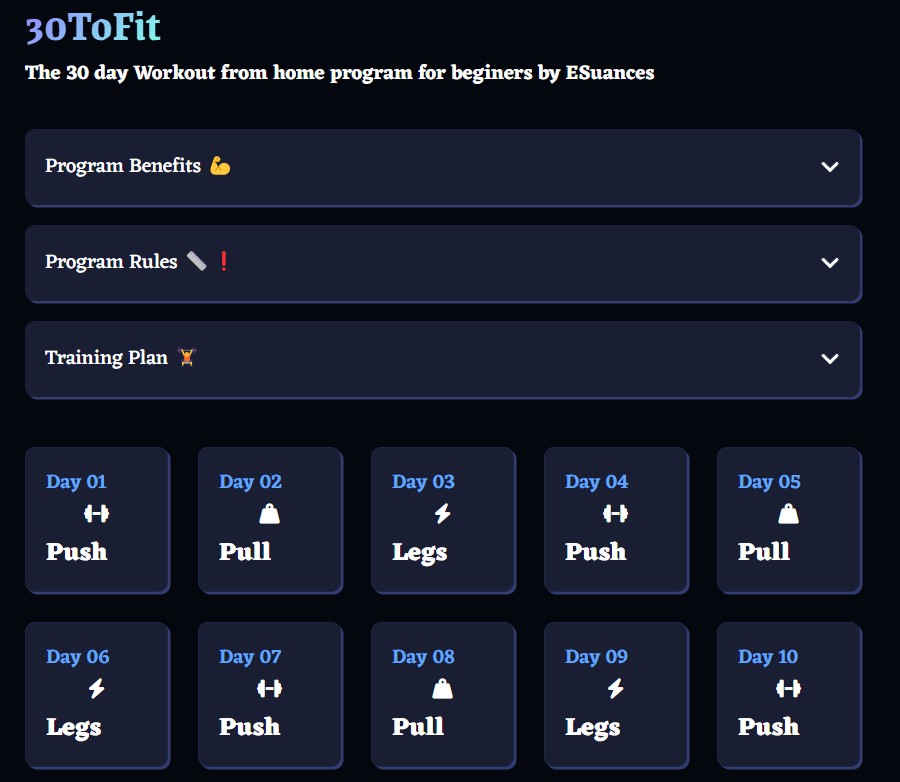 30ToFit
The 30 day Workout from home program for beginers by ESuances
Program Benefits 💪
Program Rules 📏 ❗
Training Plan 🏋
Day 01
Push
Day 02
Pull
Day 03
Legs
Day 04
Push
Day 05
Pull
Day 06
Legs
Day 07
Push
Day 08
Pull
Day 09
Legs
Day 10
Push